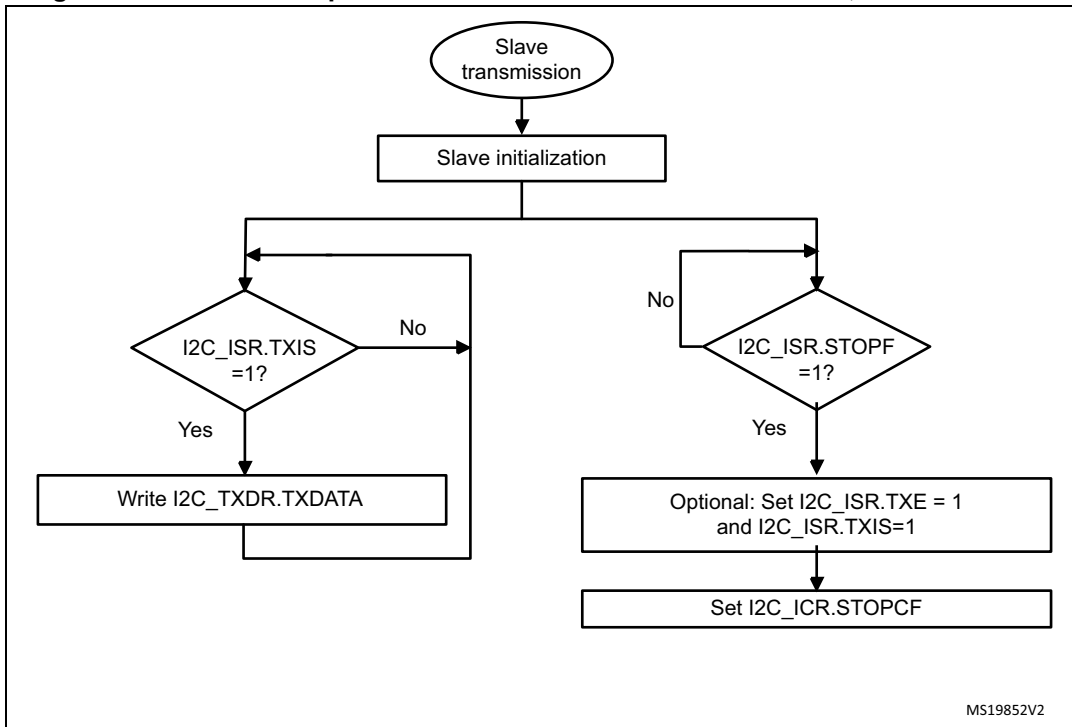 Slave
transmission
Slave initialization
No
I2C_ISR.TXIS
=1?
Yes
Write I2C_TXDR.TXDATA
No
I2C_ISR.STOPF
=1?
Yes
Optional: Set I2C_ISR.TXE = 1
and I2C_ISR.TXIS=1
Set I2C_ICR.STOPCF
MS19852V2